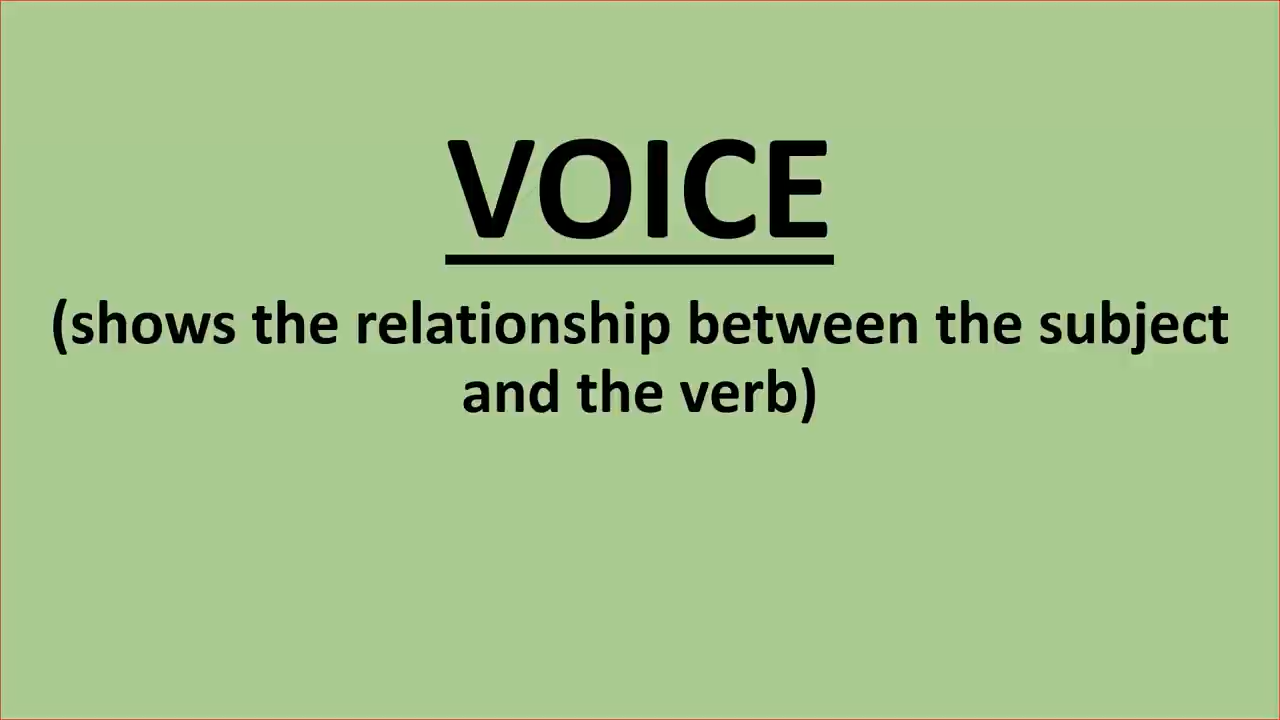 VOICE
(shows the relationship between the subject
and the verb)